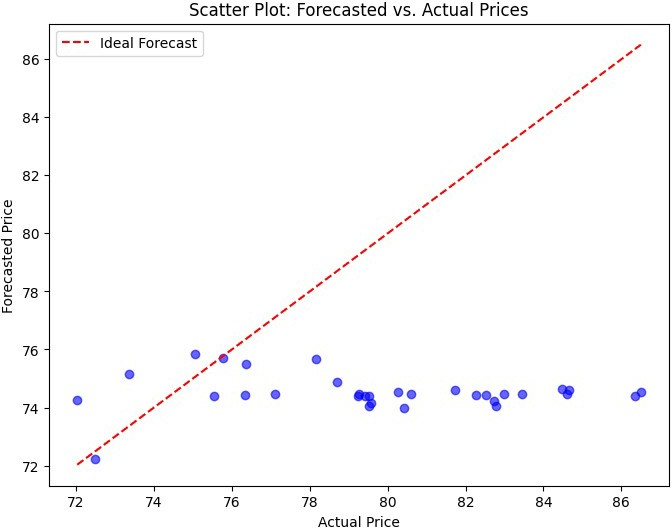 Scatter Plot: Forecasted vs. Actual Prices
Ideal Forecast
86
84
82
80
78
76
74
72
Forecasted Price
72 74 76 78 80 82 84 86
Actual Price